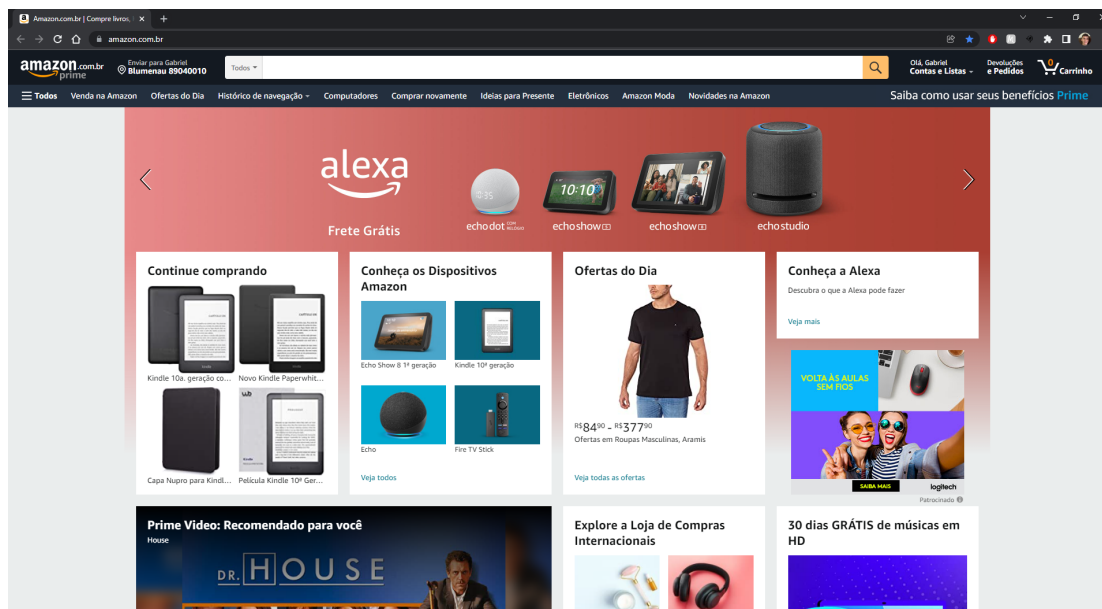 Amazon.com.br | Compre livros,
amazon.com.br
amazon.com.br
prime
Enviar para Gabriel
Blumenau 89040010
Todos
Olá, Gabriel
Contas e Listas
Devoluções
e Pedidos
0
Carrinho
Todos
Venda na Amazon
Ofertas do Dia
Histórico de navegação
Computadores
Comprar novamente
Ideias para Presente
Eletrônicos
Amazon Moda
Novidades na Amazon
Saiba como usar seus benefícios Prime
alexa
Frete Grátis
echo dot COM RELÓGIO
echo show 5
echo show 8
echo studio
10:10
Continue comprando
Kindle 10a. geração co...
Novo Kindle Paperwhit...
Capa Nupro para Kindl...
Película Kindle 10ª Ger...
Conheça os Dispositivos
Amazon
Echo Show 8 1ª geração
Kindle 10ª geração
Echo
Fire TV Stick
Veja todos
Ofertas do Dia
R$8490 - R$37790
Ofertas em Roupas Masculinas, Aramis
Veja todas as ofertas
Conheça a Alexa
Descubra o que a Alexa pode fazer
Veja mais
VOLTA ÀS AULAS
SEM FIOS
SAIBA MAIS
logitech
Patrocinado
Prime Video: Recomendado para você
House
DR. HOUSE
Explore a Loja de Compras
Internacionais
30 dias GRÁTIS de músicas em
HD